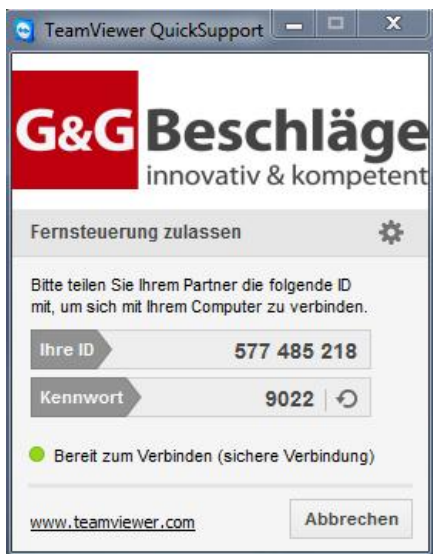 TeamViewer QuickSupport
G&G Beschläge
innovativ & kompetent
Fernsteuerung zulassen
Bitte teilen Sie Ihrem Partner die folgende ID
mit, um sich mit Ihrem Computer zu verbinden.
Ihre ID 577 485 218
Kennwort 9022
Bereit zum Verbinden (sichere Verbindung)
www.teamviewer.com Abbrechen